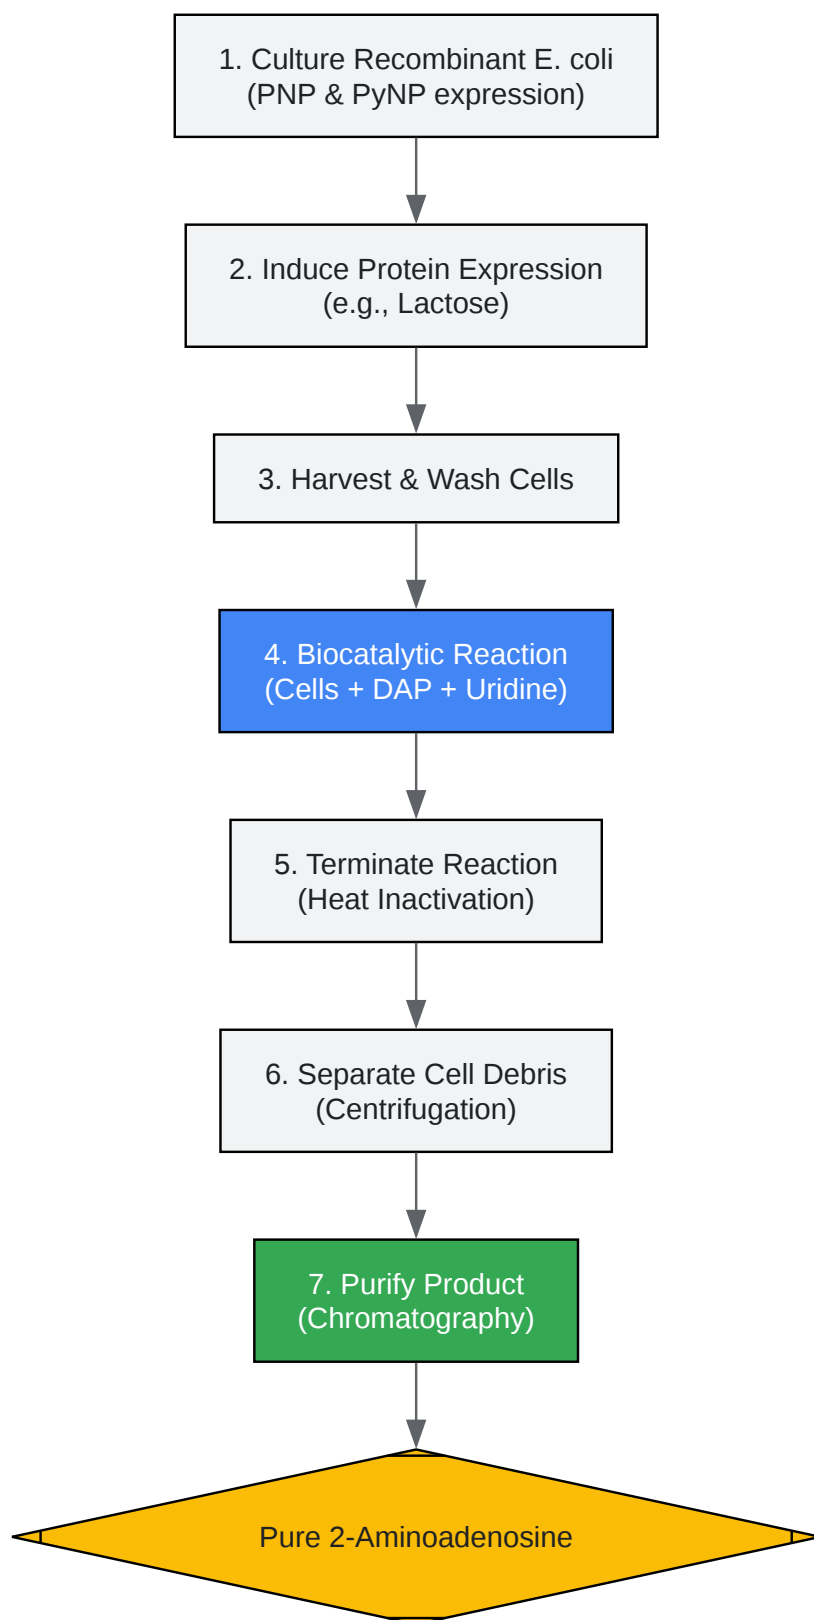 1. Culture Recombinant E. coli
(PNP & PyNP expression)
2. Induce Protein Expression
(e.g., Lactose)
3. Harvest & Wash Cells
4. Biocatalytic Reaction
(Cells + DAP + Uridine)
5. Terminate Reaction
(Heat Inactivation)
6. Separate Cell Debris
(Centrifugation)
7. Purify Product
(Chromatography)
Pure 2-Aminoadenosine